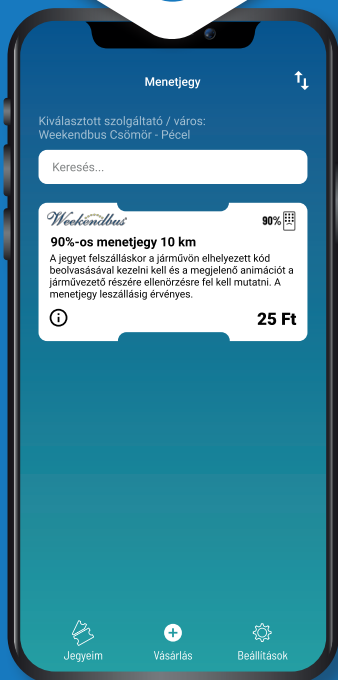 Menetjegy
Kiválasztott szolgáltató / város:
Weekendbus Csömör - Pécel
Keresés...
Weekendbus
90%
90%-os menetjegy 10 km
A jegyet felszálláskor a járművön elhelyezett kód
beolvasásával kezelni kell és a megjelenő animációt a
járművezető részére ellenörzésre fel kell mutatni. A
menetjegy leszállásig érvényes.
25 Ft
Jegyeim
Vásárlás
Beállítások